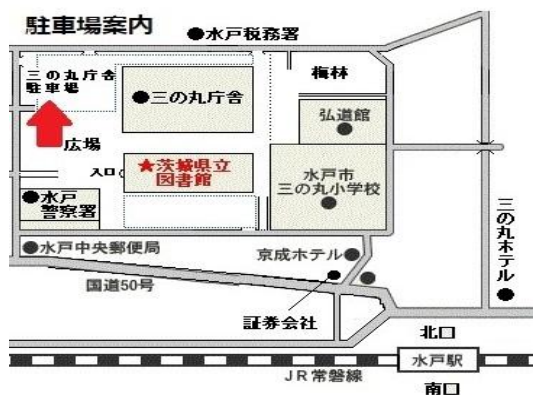 駐車場案内
●水戸税務署
三の丸庁舎
駐車場
梅林
●三の丸庁舎
弘道館
●
広場
入口
★茨城県立
図書館
水戸市
三の丸小学校
●
●水戸
警察署
三の丸ホテル●
●水戸中央郵便局
京成ホテル●
国道50号
証券会社
北口
水戸駅
JR常磐線
南口